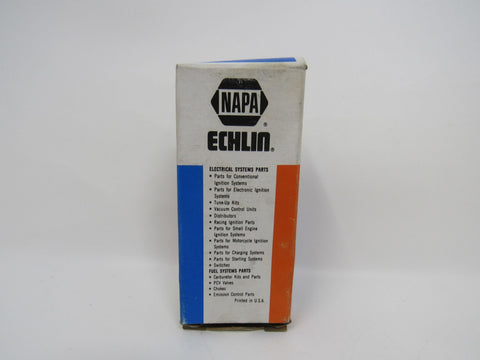 NAPA®
ECHLIN®
ELECTRICAL SYSTEMS PARTS
• Parts for Conventional
Ignition Systems
• Parts for Electronic Ignition
Systems
• Tune-Up Kits
• Vacuum Control Units
• Distributors
• Racing Ignition Parts
• Parts for Small Engine
Ignition Systems
• Parts for Motorcycle Ignition
Systems
• Parts for Charging Systems
• Parts for Starting Systems
• Switches
FUEL SYSTEMS PARTS
• Carburetor Kits and Parts
• PCV Valves
• Chokes
• Emission Control Parts
Printed in U.S.A.